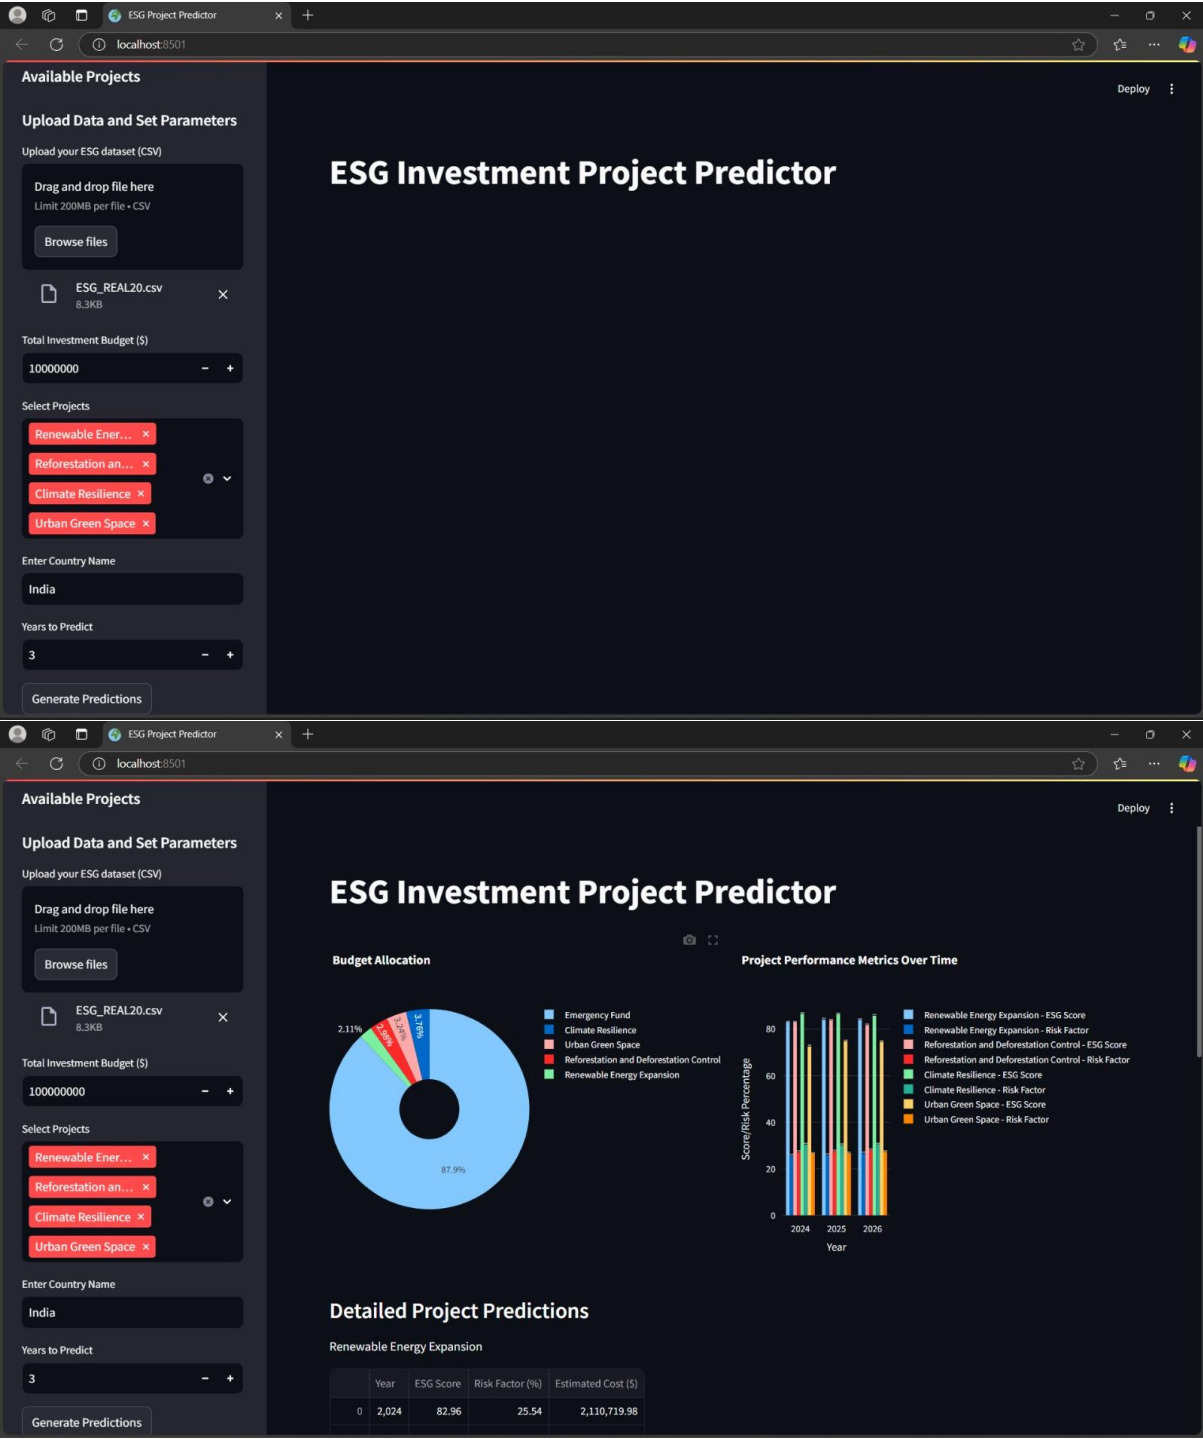 ESG Project Predictor
localhost:8501
Available Projects
Deploy
Upload Data and Set Parameters
Upload your ESG dataset (CSV)
Drag and drop file here
Limit 200MB per file • CSV
Browse files
ESG_REAL20.csv
8.3KB
Total Investment Budget ($)
10000000
Select Projects
Renewable Ener...
Reforestation an...
Climate Resilience
Urban Green Space
Enter Country Name
India
Years to Predict
3
Generate Predictions
ESG Investment Project Predictor
ESG Project Predictor
localhost:8501
Available Projects
Deploy
Upload Data and Set Parameters
Upload your ESG dataset (CSV)
Drag and drop file here
Limit 200MB per file • CSV
Browse files
ESG_REAL20.csv
8.3KB
Total Investment Budget ($)
100000000
Select Projects
Renewable Ener...
Reforestation an...
Climate Resilience
Urban Green Space
Enter Country Name
India
Years to Predict
3
Generate Predictions
ESG Investment Project Predictor
Budget Allocation
2.11%
2.98%
3.24%
3.76%
87.9%
Emergency Fund
Climate Resilience
Urban Green Space
Reforestation and Deforestation Control
Renewable Energy Expansion
Project Performance Metrics Over Time
Score/Risk Percentage
80
60
40
20
0
2024 2025 2026
Year
Renewable Energy Expansion - ESG Score
Renewable Energy Expansion - Risk Factor
Reforestation and Deforestation Control - ESG Score
Reforestation and Deforestation Control - Risk Factor
Climate Resilience - ESG Score
Climate Resilience - Risk Factor
Urban Green Space - ESG Score
Urban Green Space - Risk Factor
Detailed Project Predictions
Renewable Energy Expansion
Year ESG Score Risk Factor (%) Estimated Cost ($)
0 2,024 82.96 25.54 2,110,719.98